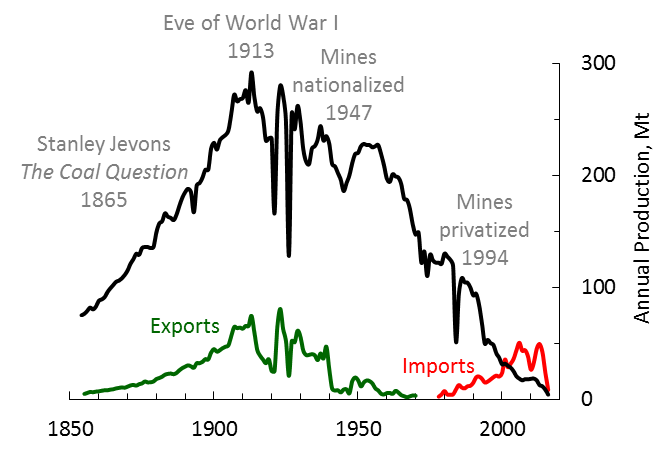 Eve of World War I
1913
Mines
nationalized
1947
300
Stanley Jevons
The Coal Question
1865
200
Mines
privatized
1994
Annual Production, Mt
100
Exports
Imports
0
1850
1900
1950
2000